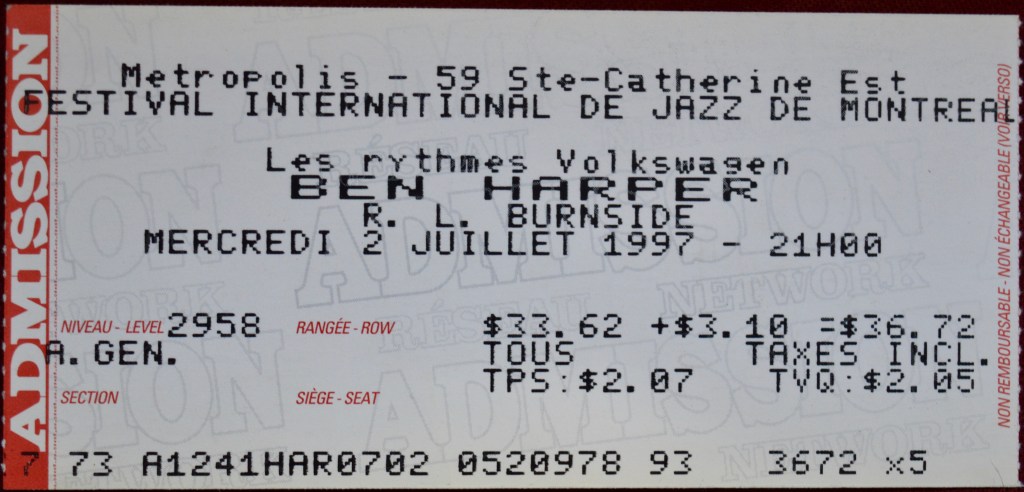 ADMISSION
Metropolis - 59 Ste-Catherine Est
FESTIVAL INTERNATIONAL DE JAZZ DE MONTREAL
Les rythmes Volkswagen
BEN HARPER
R. L. BURNSIDE
MERCREDI 2 JUILLET 1997 - 21H00
NIVEAU - LEVEL 2958 RANGÉE - ROW $33.62 +$3.10 =$36.72
A. GEN. TOUS TAXES INCL.
TPS:$2.07 TVQ:$2.05
SECTION SIÈGE - SEAT
7 73 A1241HAR0702 0520978 93 3672 x5
NON REMBOURSABLE - NON ÉCHANGEABLE (VOIR VERSO)
ADMISSION
RÉSEAU
NETWORK